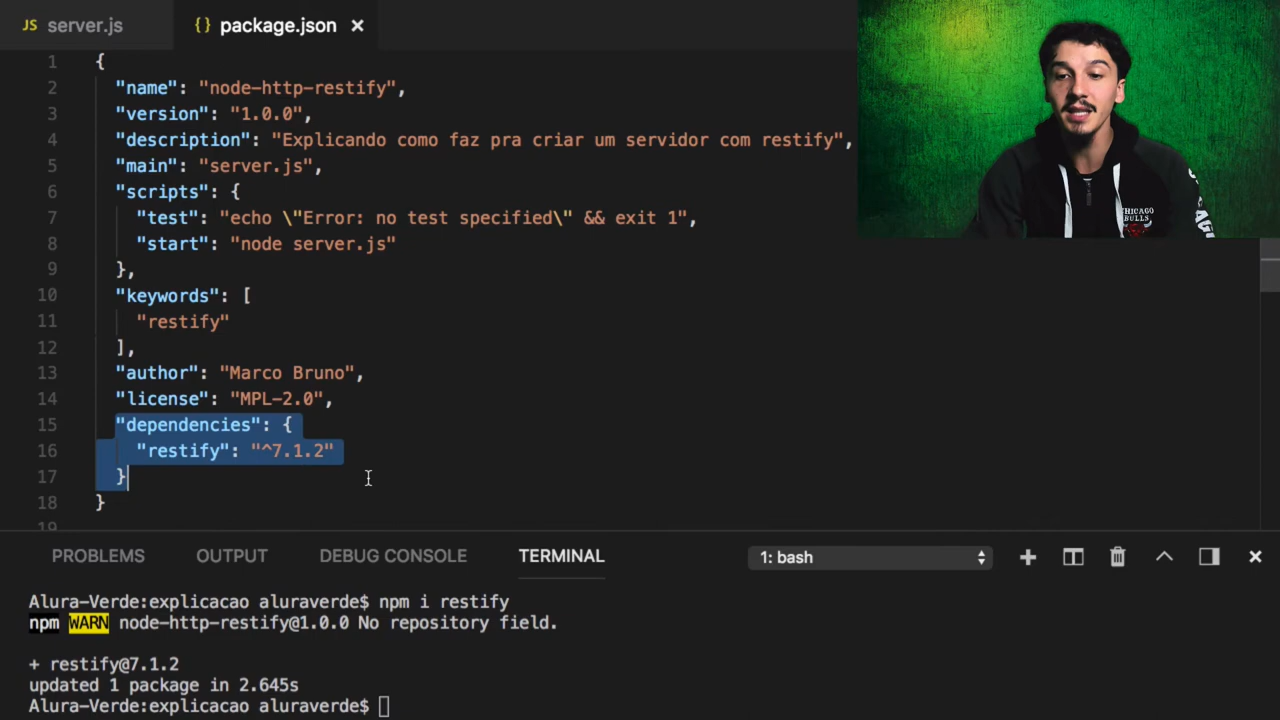 JS server.js
{} package.json ×
1 {
2 "name": "node-http-restify",
3 "version": "1.0.0",
4 "description": "Explicando como faz pra criar um servidor com restify",
5 "main": "server.js",
6 "scripts": {
7 "test": "echo \"Error: no test specified\" && exit 1",
8 "start": "node server.js"
9 },
10 "keywords": [
11 "restify"
12 ],
13 "author": "Marco Bruno",
14 "license": "MPL-2.0",
15 "dependencies": {
16 "restify": "^7.1.2"
17 }
18 }
19
CHICAGO
BULLS
PROBLEMS OUTPUT DEBUG CONSOLE TERMINAL 1: bash
Alura-Verde:explicacao aluraverde$ npm i restify
npm WARN node-http-restify@1.0.0 No repository field.
+ restify@7.1.2
updated 1 package in 2.645s
Alura-Verde:explicacao aluraverde$